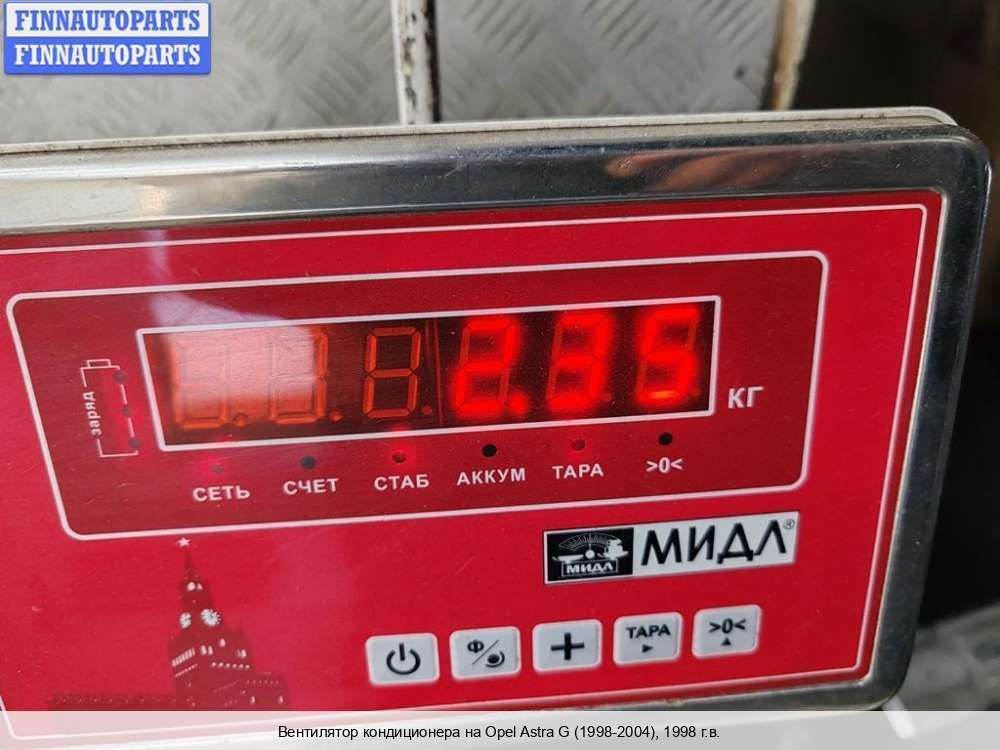 FINNAUTOPARTS
FINNAUTOPARTS
2.35
КГ
заряд
СЕТЬ СЧЕТ СТАБ АККУМ ТАРА >0<
МИДЛ МИДЛ®
Ф + ТАРА >0<
Вентилятор кондиционера на Opel Astra G (1998-2004), 1998 г.в.